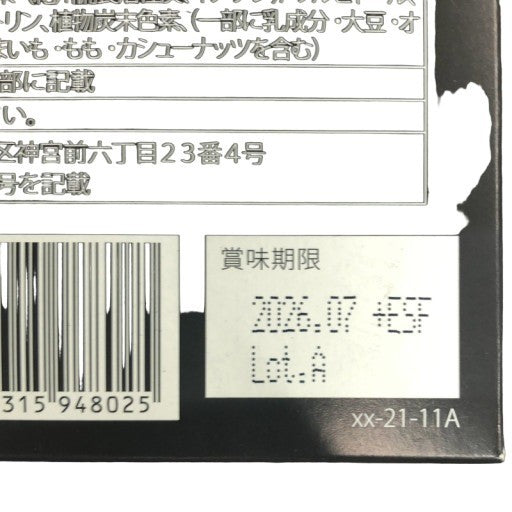 トリン、植物炭末色素、(一部に乳成分・大豆・オ
まいも・もも・カシューナッツを含む)
部に記載
い。
区神宮前六丁目23番4号
号を記載
賞味期限
2026.07 +ESF
Lot.A
315 948025
xx-21-11A